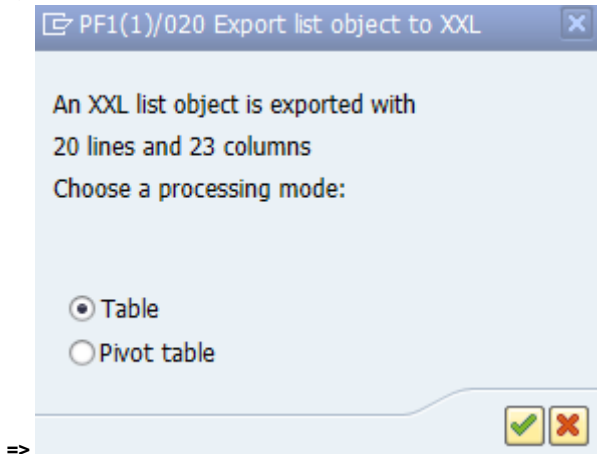 PF1(1)/020 Export list object to XXL
An XXL list object is exported with
20 lines and 23 columns
Choose a processing mode:
Table
Pivot table
=>